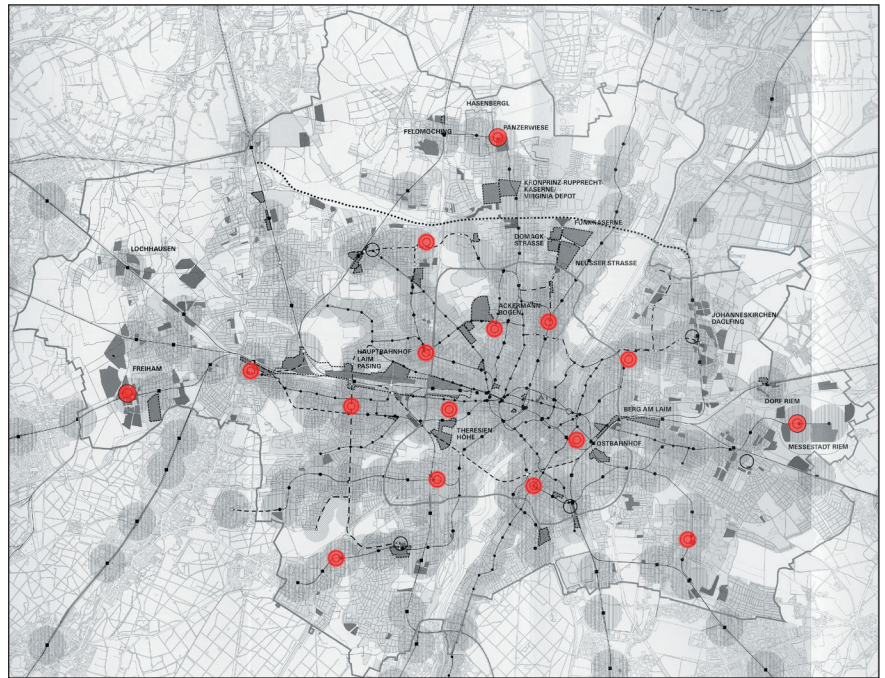 HASENBERGL
FELDMOCHING
PANZERWIESE
KRONPRINZ-RUPPRECHT
KASERNE/
VIRGINIA DEPOT
FUNKKASERNE
DOMAGK
STRASSE
NEUSSER STRASSE
LOCHHAUSEN
ACKERMANN-
BOGEN
JOHANNESKIRCHEN/
DAGLFING
HAUPTBAHNHOF
LAIM
PASING
FREIHAM
DORF RIEM
BERG AM LAIM
THERESIEN
HÖHE
OSTBAHNHOF
MESSESTADT RIEM